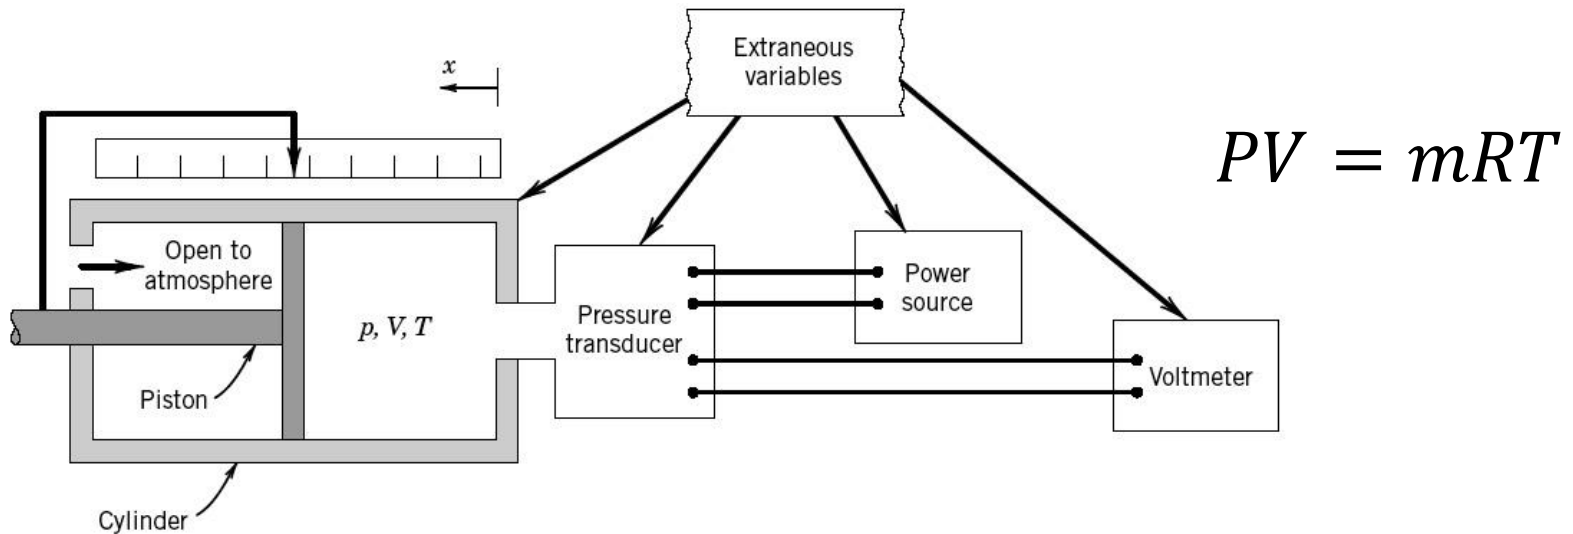 Extraneous
variables
x
PV = mRT
Open to
atmosphere
p, V, T
Pressure
transducer
Power
source
Voltmeter
Piston
Cylinder